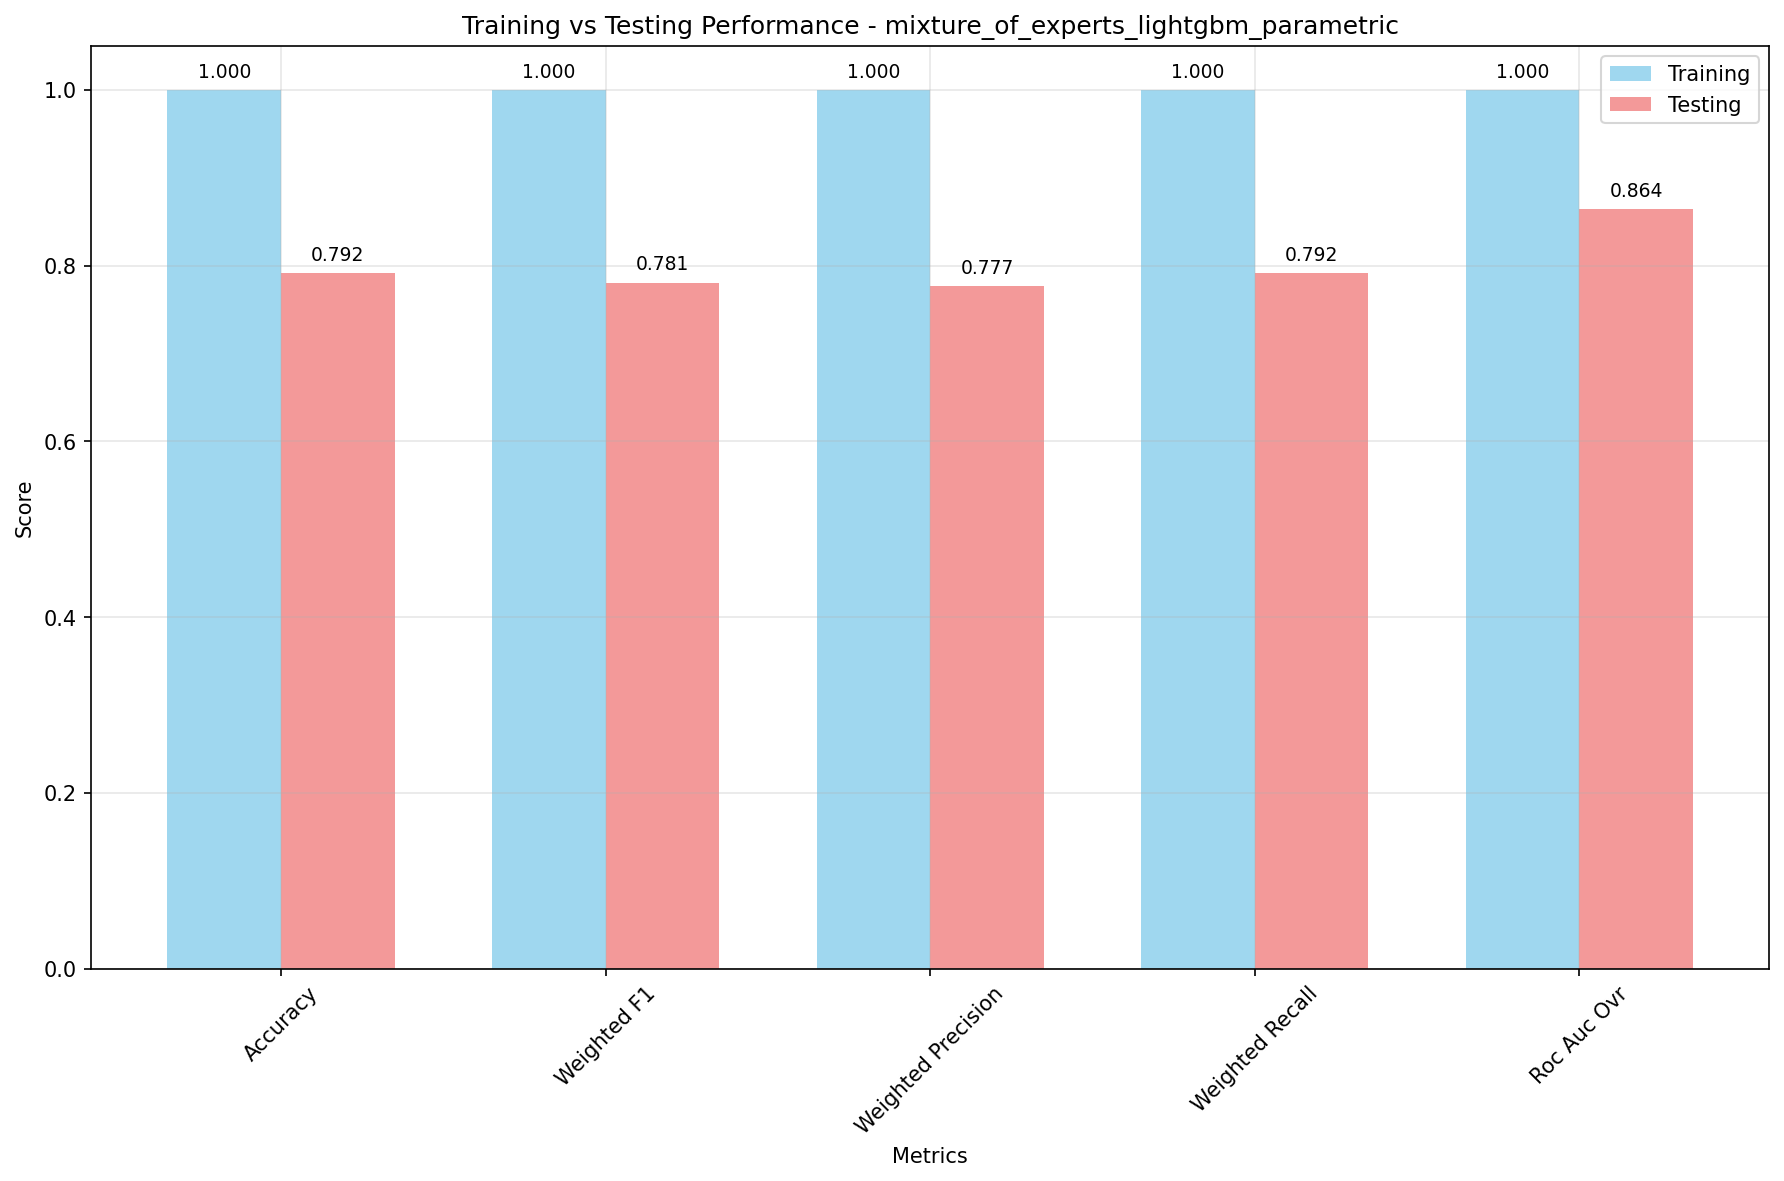 Training vs Testing Performance - mixture_of_experts_lightgbm_parametric
1.000
1.000
1.000
1.000
1.000
Training
Testing
0.792
0.781
0.777
0.792
0.864
1.0
0.8
0.6
0.4
0.2
0.0
Score
Accuracy
Weighted F1
Weighted Precision
Weighted Recall
Roc Auc Ovr
Metrics